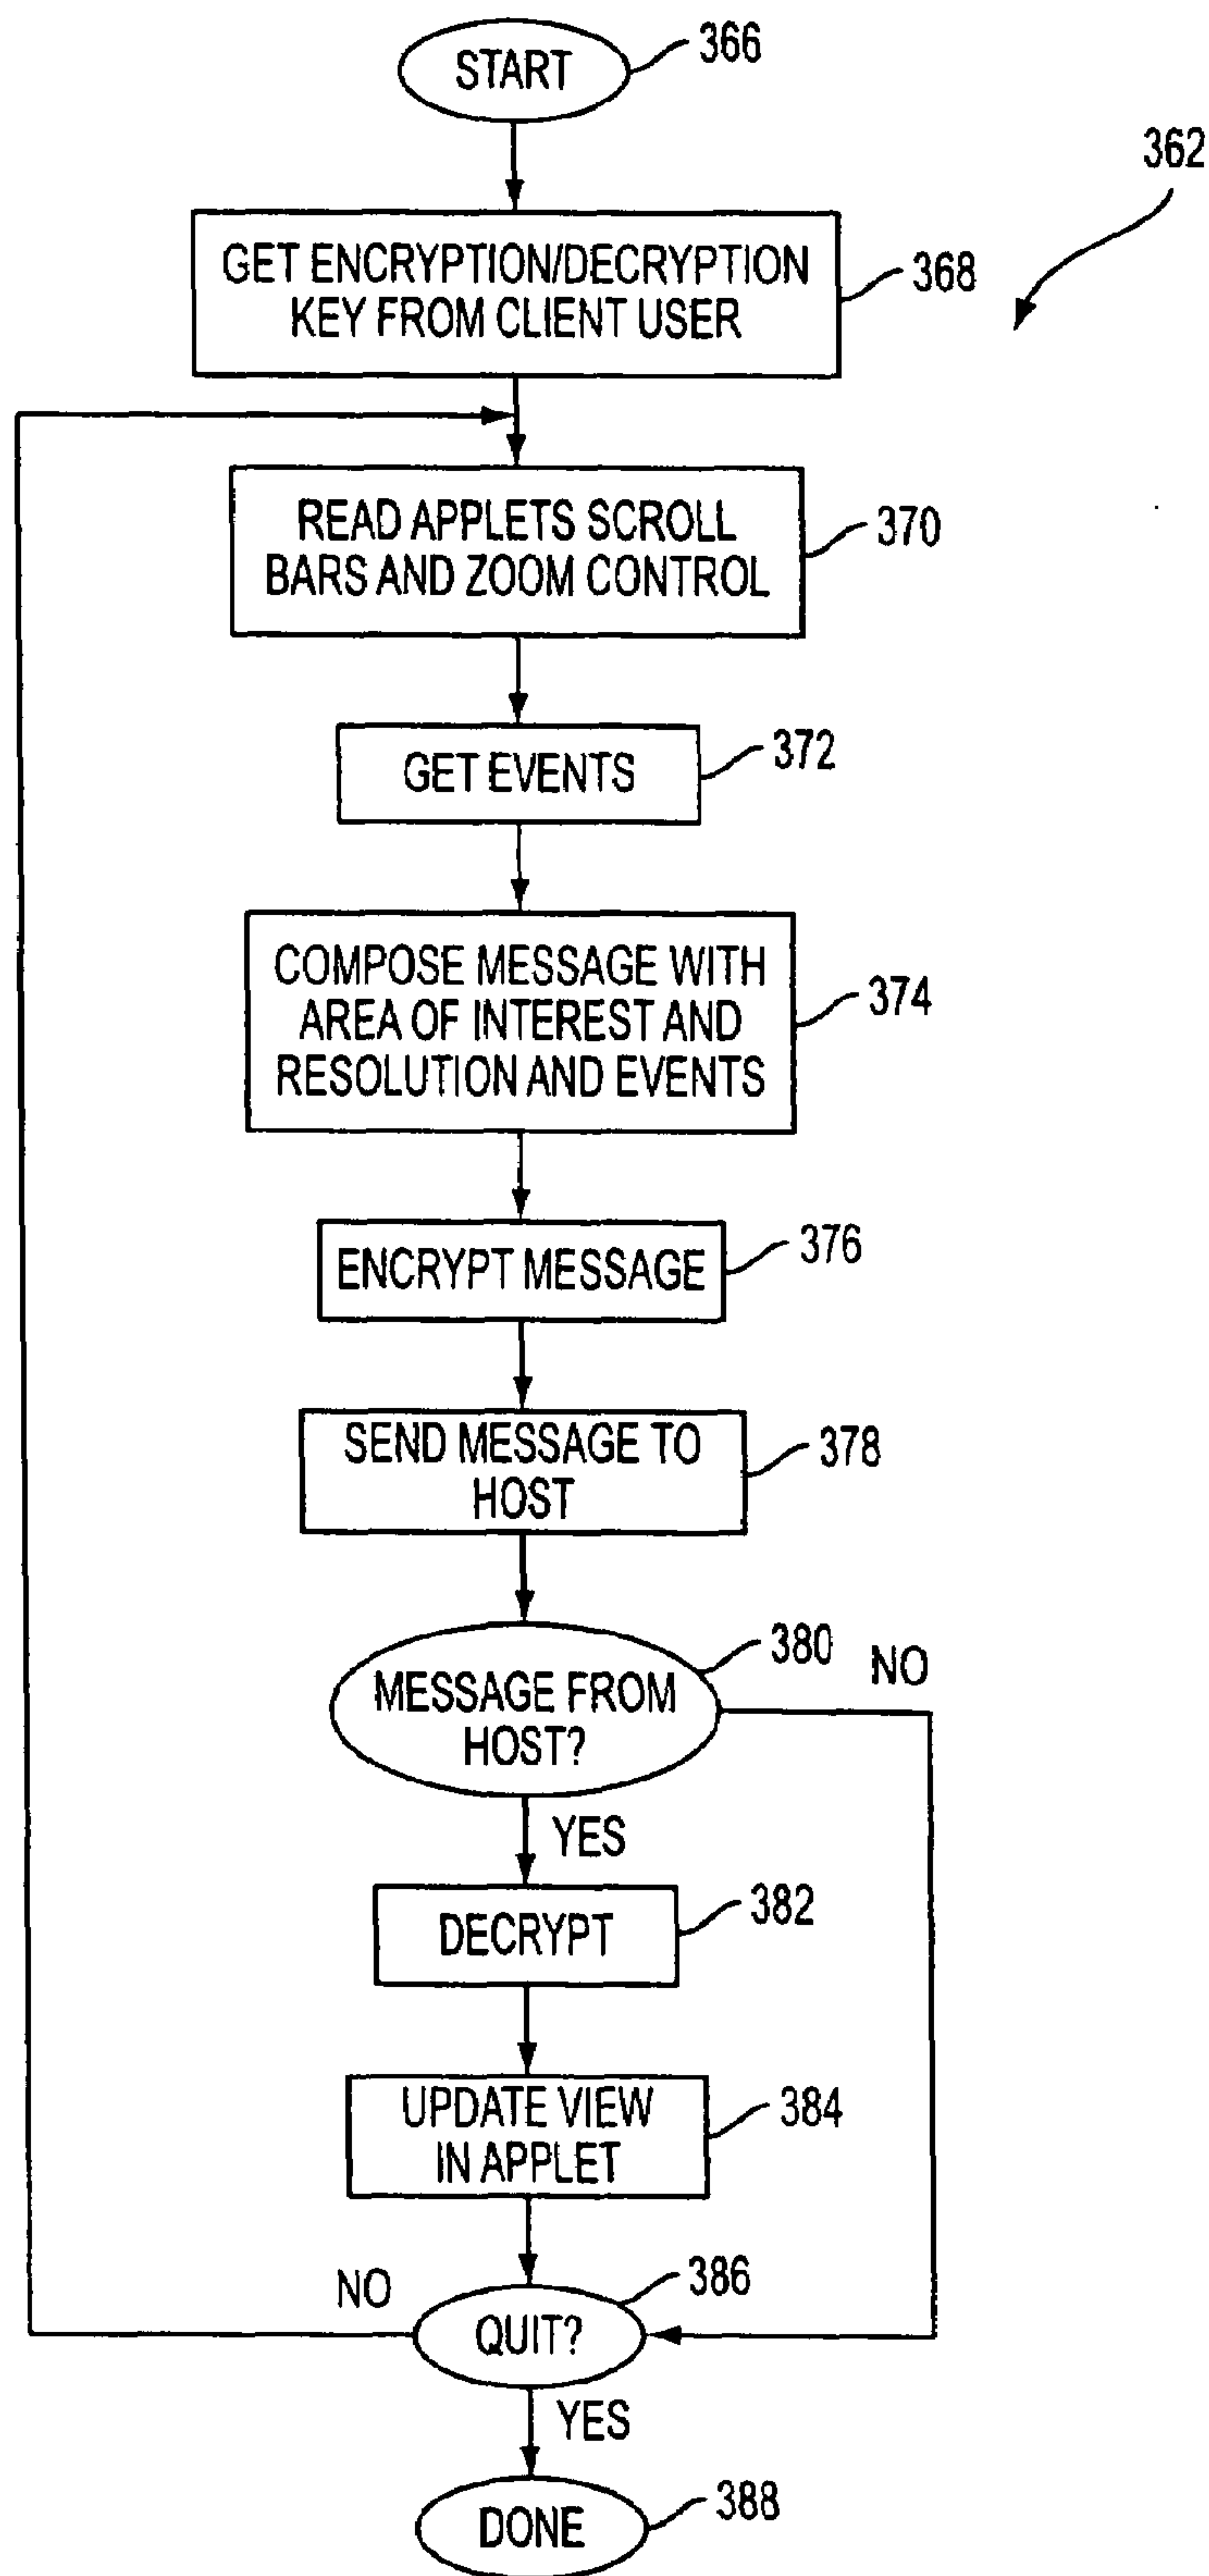 START
366
362
GET ENCRYPTION/DECRYPTION
KEY FROM CLIENT USER
368
READ APPLETS SCROLL
BARS AND ZOOM CONTROL
370
GET EVENTS
372
COMPOSE MESSAGE WITH
AREA OF INTEREST AND
RESOLUTION AND EVENTS
374
ENCRYPT MESSAGE
376
SEND MESSAGE TO
HOST
378
MESSAGE FROM
HOST?
380
NO
YES
DECRYPT
382
UPDATE VIEW
IN APPLET
384
NO
QUIT?
386
YES
DONE
388